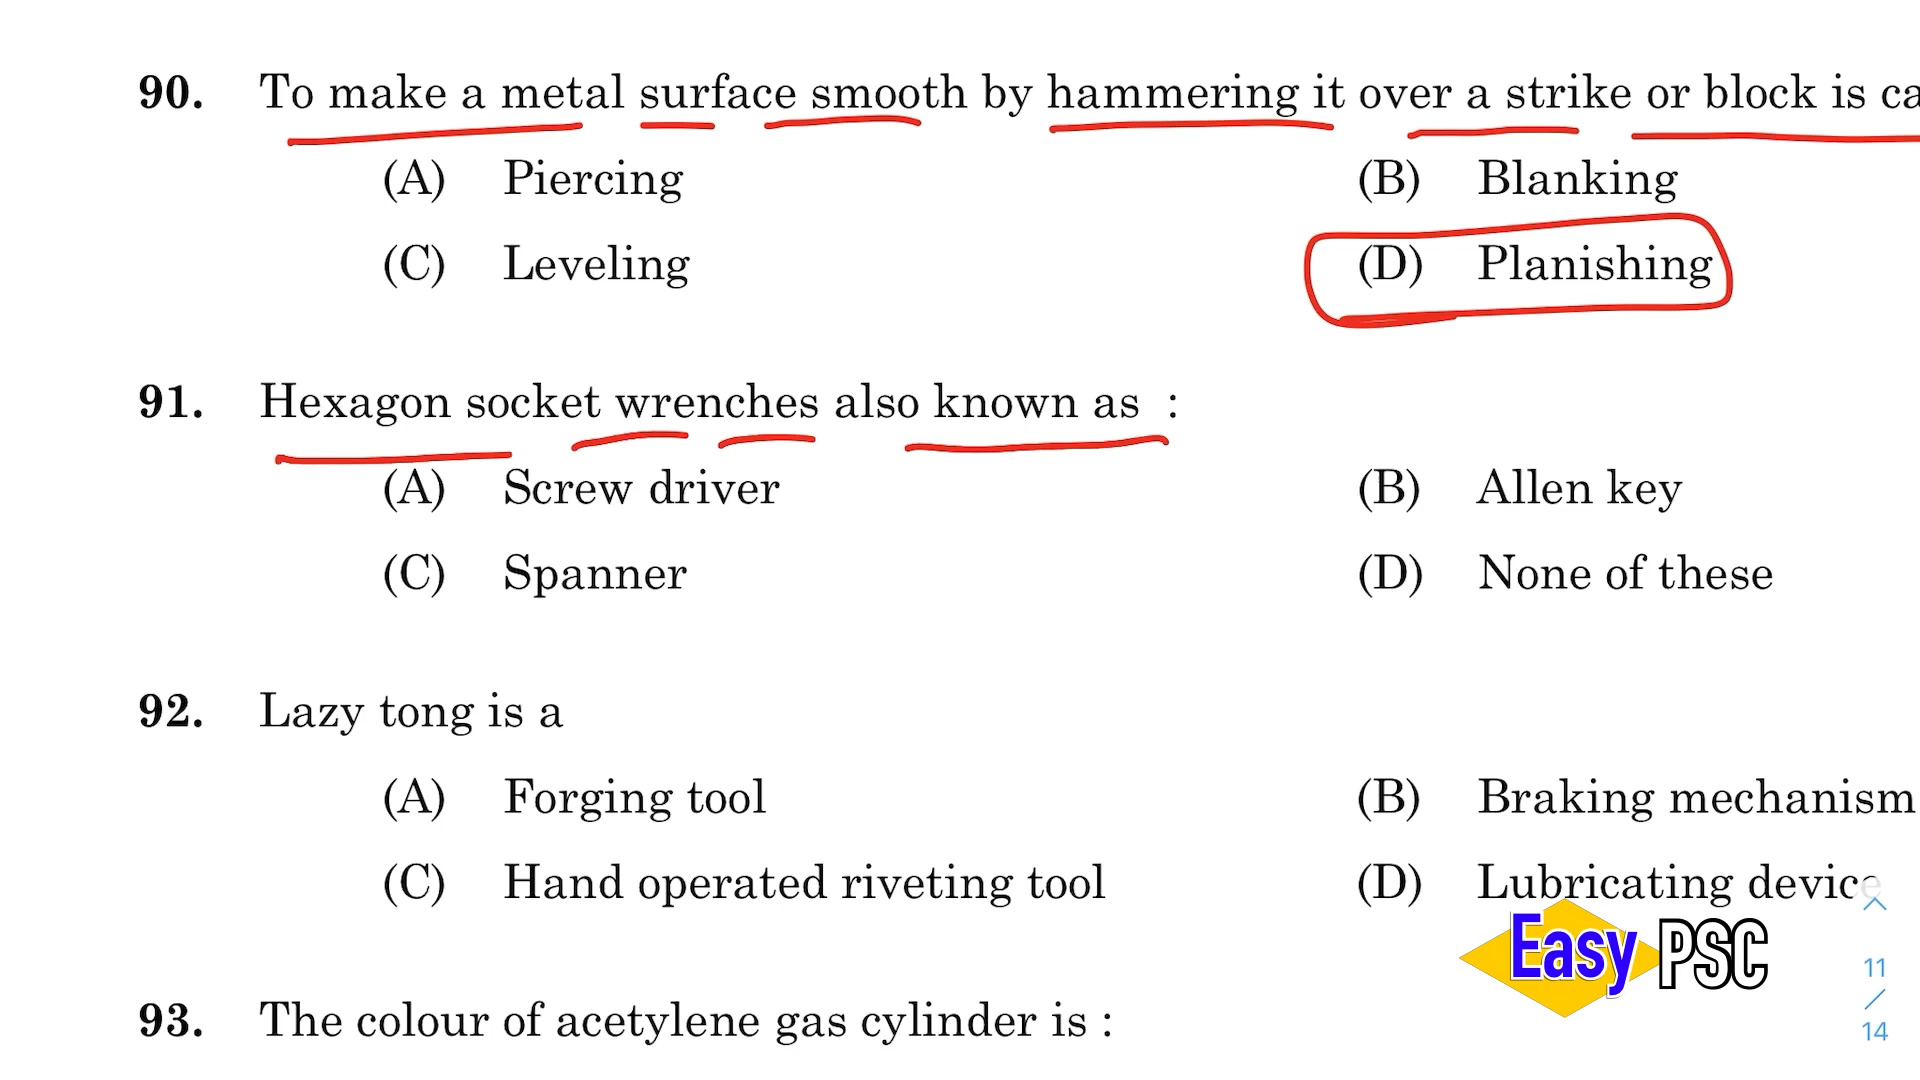 90. To make a metal surface smooth by hammering it over a strike or block is ca
(A) Piercing (B) Blanking
(C) Leveling (D) Planishing
91. Hexagon socket wrenches also known as :
(A) Screw driver (B) Allen key
(C) Spanner (D) None of these
92. Lazy tong is a
(A) Forging tool (B) Braking mechanism
(C) Hand operated riveting tool (D) Lubricating device
Easy PSC
11
/
14
93. The colour of acetylene gas cylinder is :